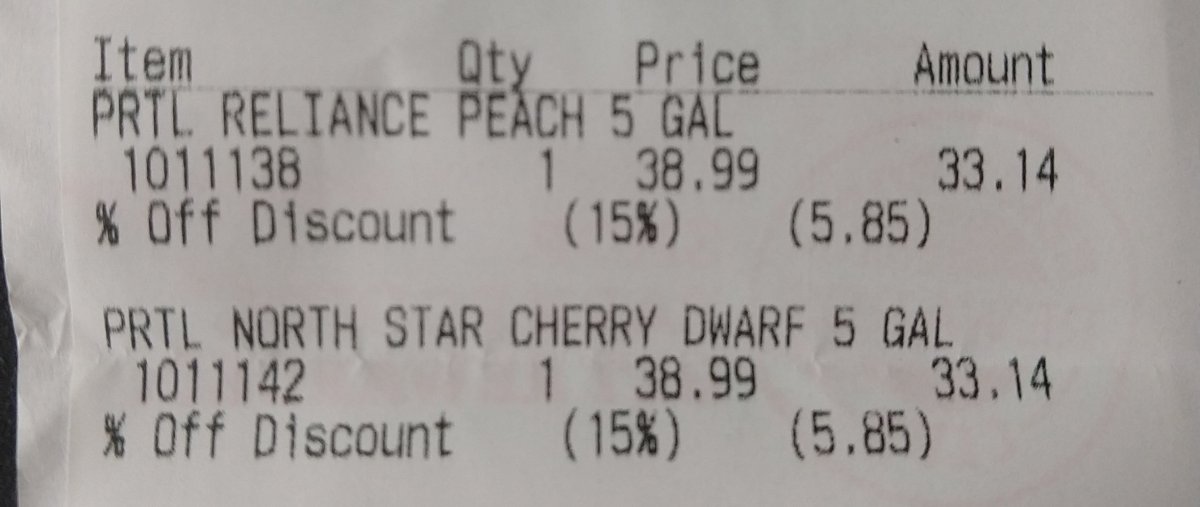 Item Qty Price Amount
PRTL RELIANCE PEACH 5 GAL
1011138 1 38.99 33.14
% Off Discount (15%) (5.85)
PRTL NORTH STAR CHERRY DWARF 5 GAL
1011142 1 38.99 33.14
% Off Discount (15%) (5.85)